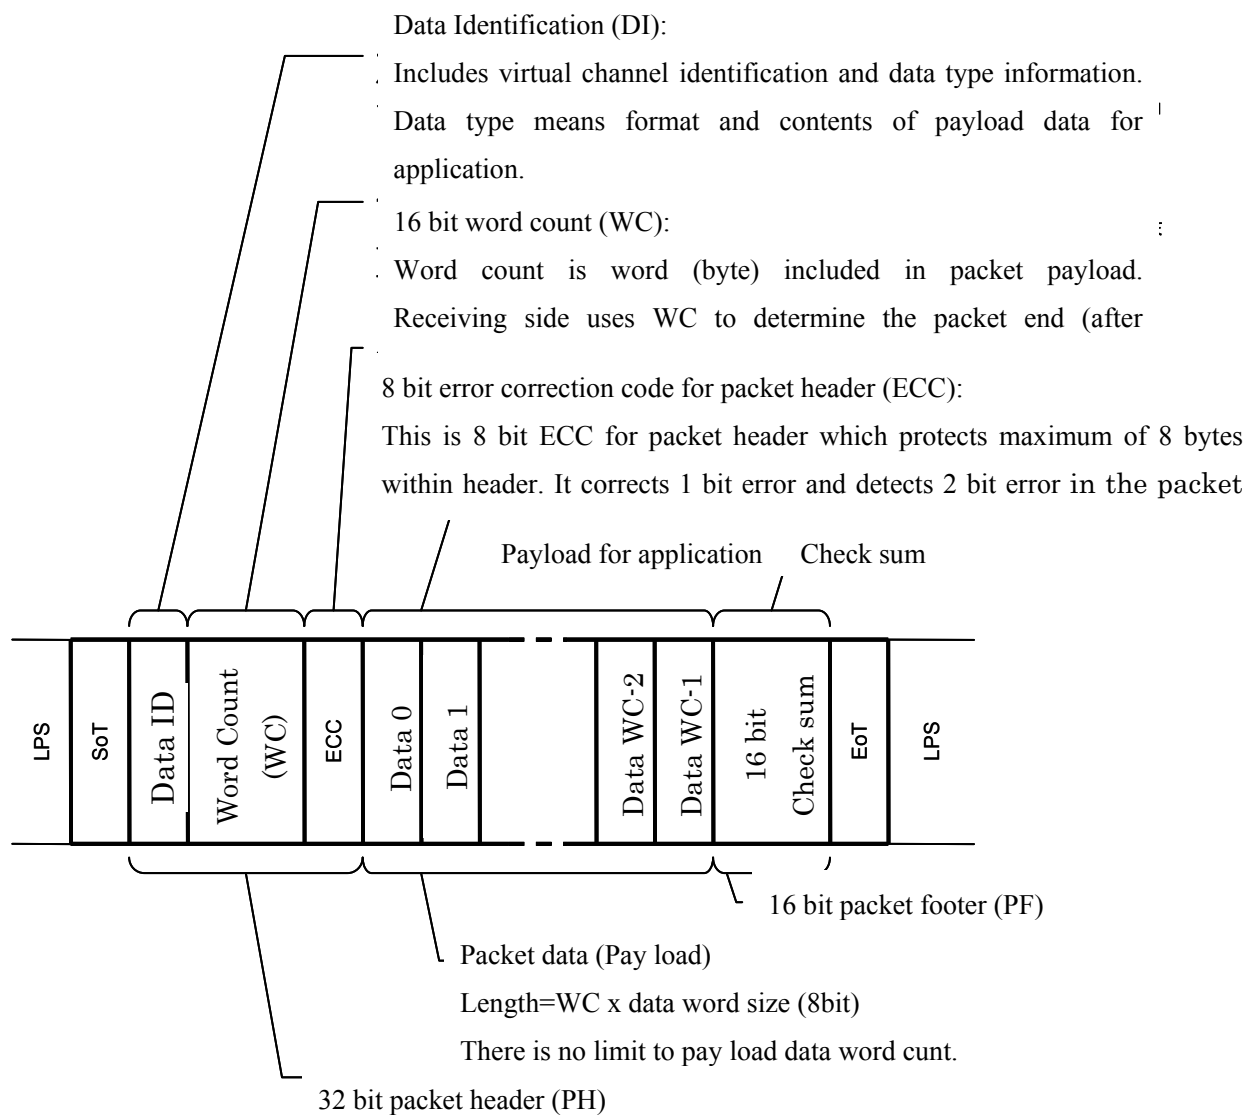 Data Identification (DI):
Includes virtual channel identification and data type information.
Data type means format and contents of payload data for
application.
16 bit word count (WC):
Word count is word (byte) included in packet payload.
Receiving side uses WC to determine the packet end (after
8 bit error correction code for packet header (ECC):
This is 8 bit ECC for packet header which protects maximum of 8 bytes
within header. It corrects 1 bit error and detects 2 bit error in the packet
Payload for application
Check sum
LPS
SoT
Data ID
Word Count
(WC)
ECC
Data 0
Data 1
Data WC-2
Data WC-1
16 bit
Check sum
EoT
LPS
16 bit packet footer (PF)
Packet data (Pay load)
Length=WC x data word size (8bit)
There is no limit to pay load data word cunt.
32 bit packet header (PH)